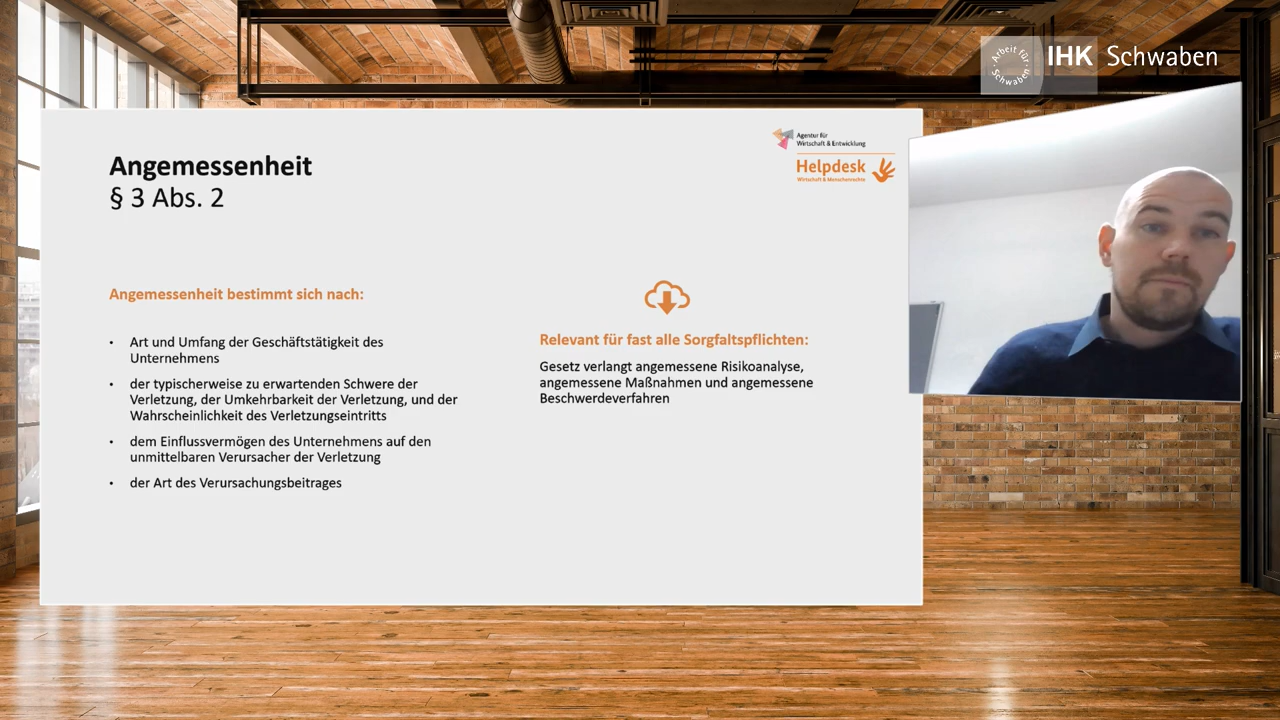 Arbeit für
Schwaben
IHK Schwaben
Agentur für
Wirtschaft & Entwicklung
Helpdesk
Wirtschaft & Menschenrechte
Angemessenheit
§ 3 Abs. 2
Angemessenheit bestimmt sich nach:
• Art und Umfang der Geschäftstätigkeit des
Unternehmens
• der typischerweise zu erwartenden Schwere der
Verletzung, der Umkehrbarkeit der Verletzung, und der
Wahrscheinlichkeit des Verletzungseintritts
• dem Einflussvermögen des Unternehmens auf den
unmittelbaren Verursacher der Verletzung
• der Art des Verursachungsbeitrages
Relevant für fast alle Sorgfaltspflichten:
Gesetz verlangt angemessene Risikoanalyse,
angemessene Maßnahmen und angemessene
Beschwerdeverfahren